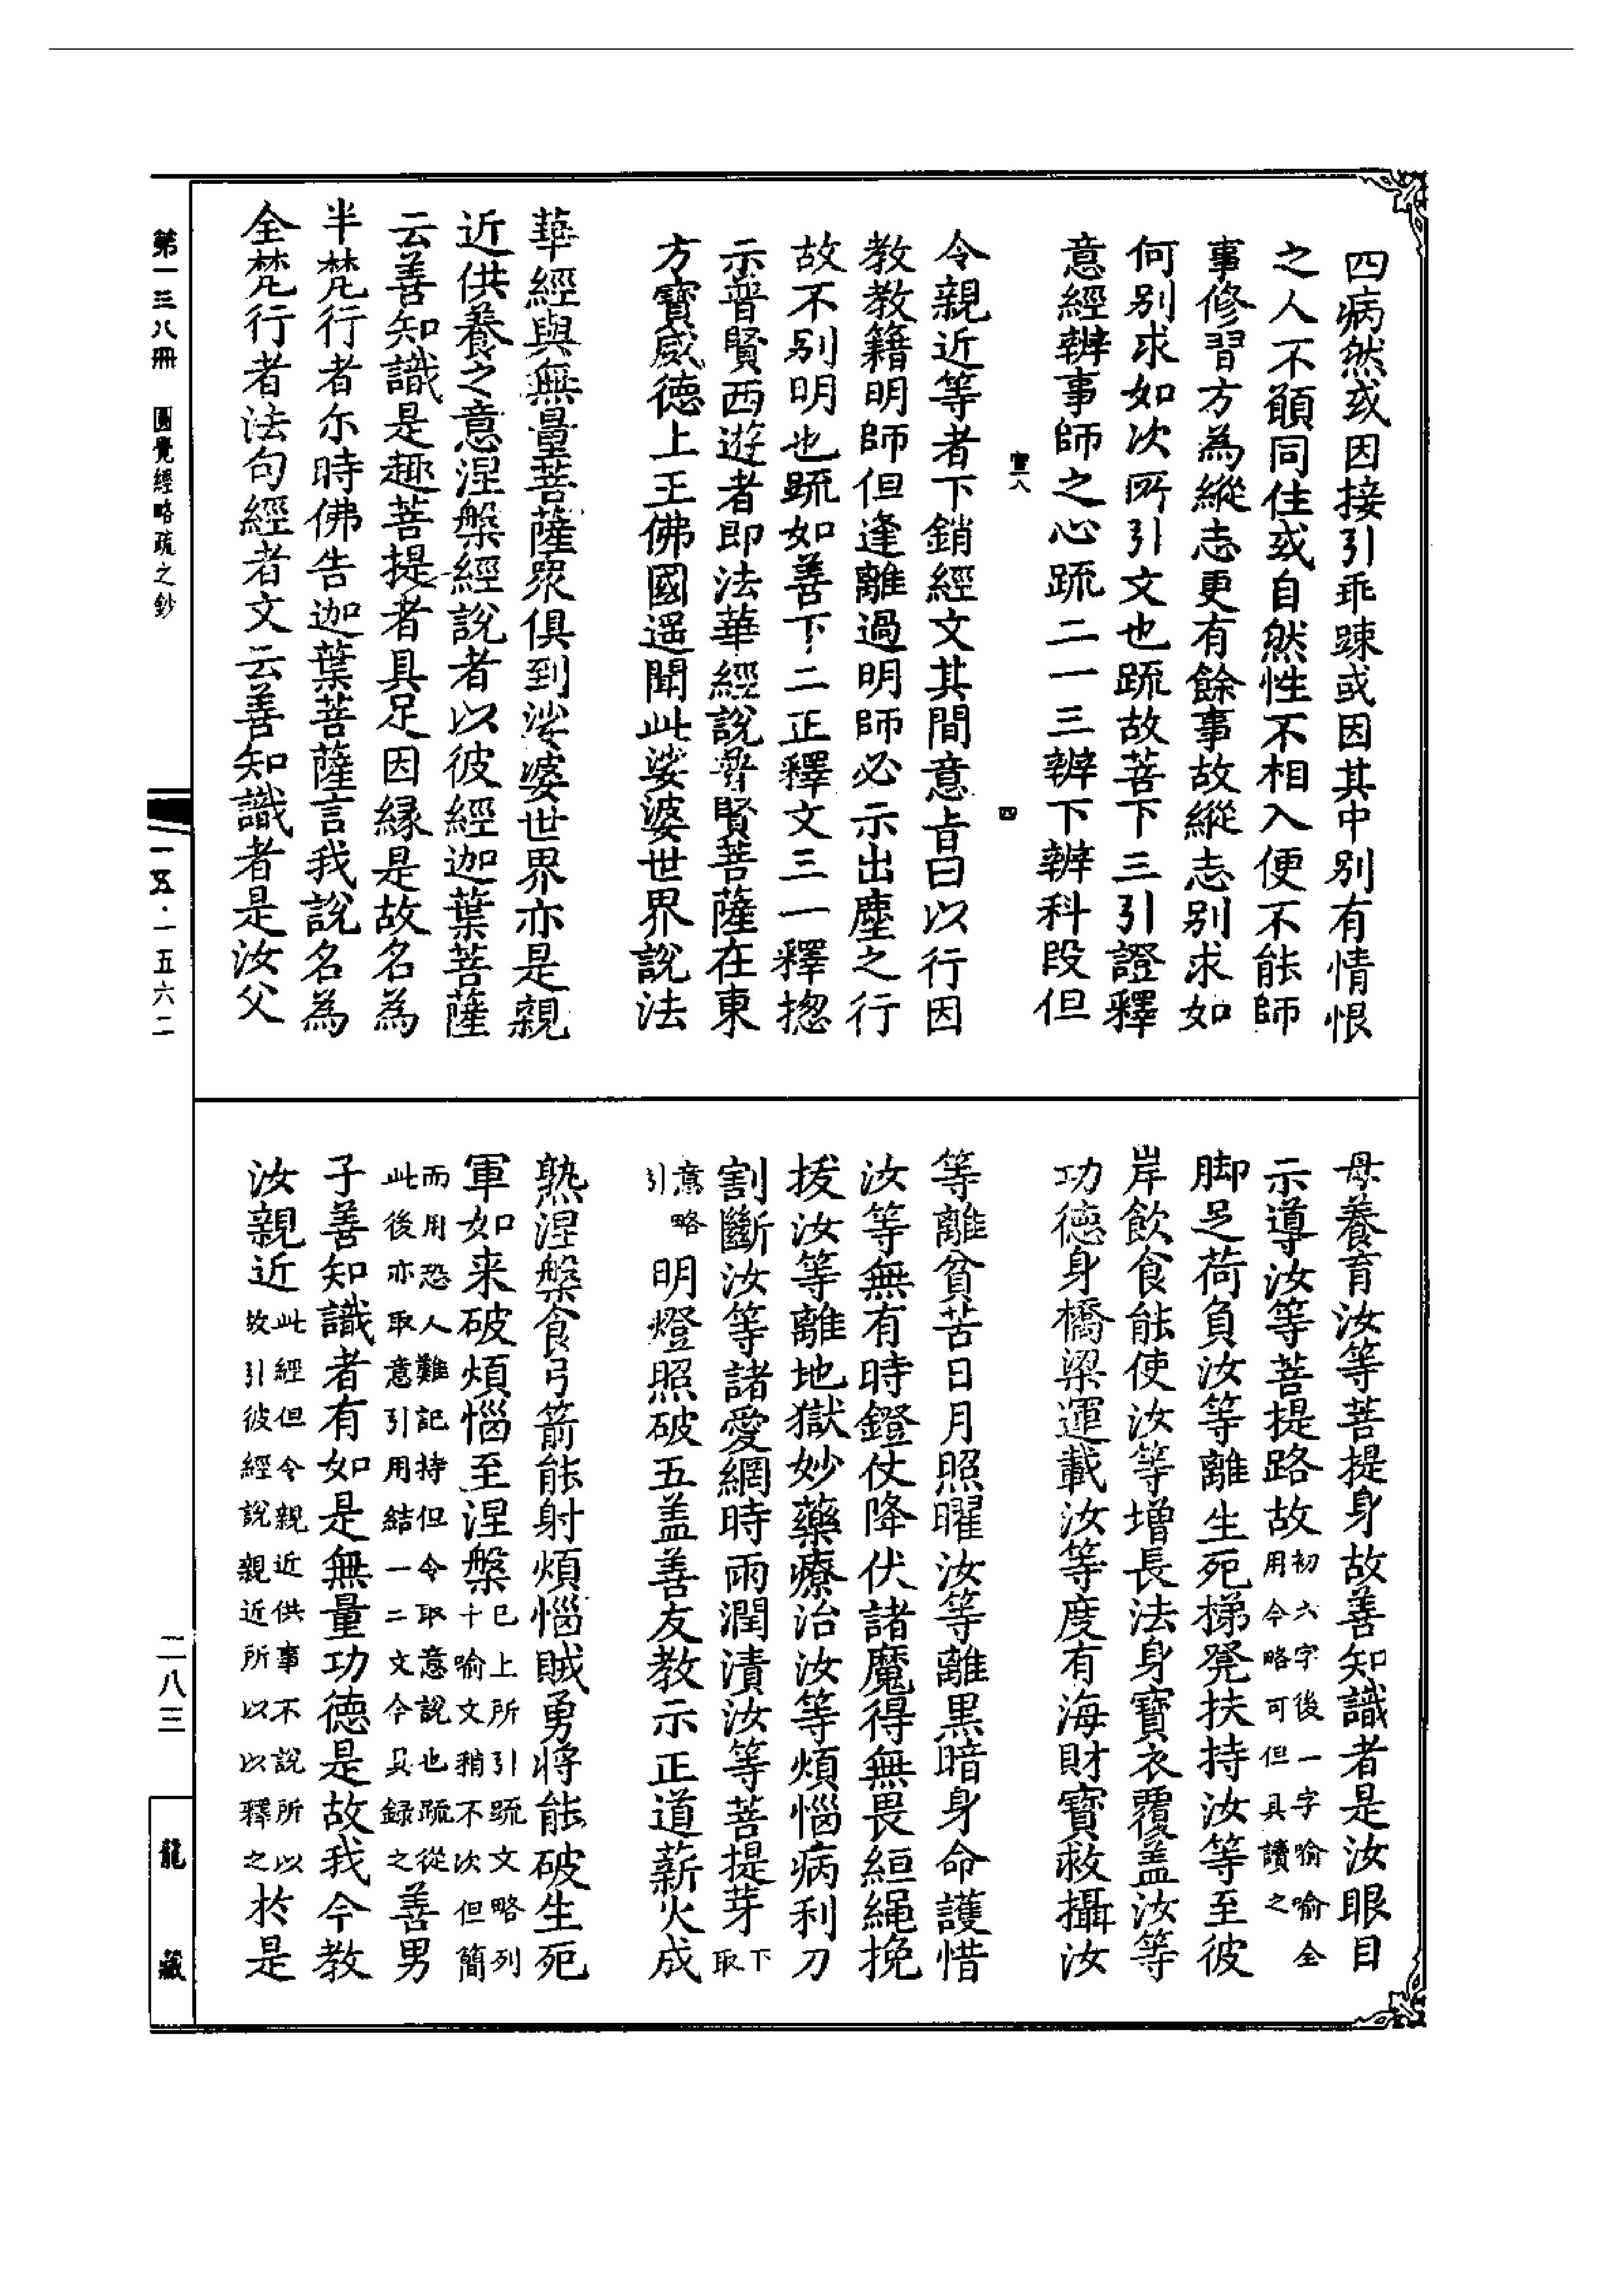 四病然或因接引乖踈或因其中別有情恨
之人不願同住或自然性不相入便不能師
事修習方為縱志更有餘事故縱志別求如
何別求如次所引文也疏故菩下三引證釋
意經辨事師之心疏二一三辨下辨科段但
四
令親近等者下銷經文其間意旨曰以行因
教教籍明師但逢離過明師必示出塵之行
故不別明也疏如善下二正釋文三一釋揔
示普賢西遊者即法華經說普賢菩薩在東
方寶威德上王佛國遥聞此娑婆世界說法
華經與無量菩薩眾俱到娑婆世界亦是親
近供養之意涅槃經說者以彼經迦葉菩薩
云善知識是趣菩提者具足因緣是故名為
半梵行者尒時佛告迦葉菩薩言我說名為
全梵行者法句經者文云善知識者是汝父
母養育汝等菩提身故善知識者是汝眼目
示導汝等菩提路故初六字後一字喻喻全用今略可但具讀之
脚足荷負汝等離生死梯凳扶持汝等至彼
岸飲食能使汝等增長法身寶衣覆盖汝等
功德身橋梁運載汝等度有海財寶救攝汝
等離貧苦日月照曜汝等離黑暗身命護惜
汝等無有時鎧仗降伏諸魔得無畏絙繩挽
拔汝等離地獄妙藥療治汝等煩惱病利刀
割斷汝等諸愛網時雨潤漬汝等菩提芽下取
意略引明燈照破五盖善友教示正道薪火成
熟涅槃食弓箭能射煩惱賊勇將能破生死
軍如来破煩惱至涅槃已上所引疏文略列十喻文稍不次但簡
而用恐人難記持但令取意說也疏從此後亦取意引用結一二文今具録之善男
子善知識者有如是無量功德是故我今教
汝親近此經但令親近供事不說所以故引彼經說親近所以以釋之於是
第一三八冊 圓覺經略疏之鈔
一五·一五六二
二八三
龍藏